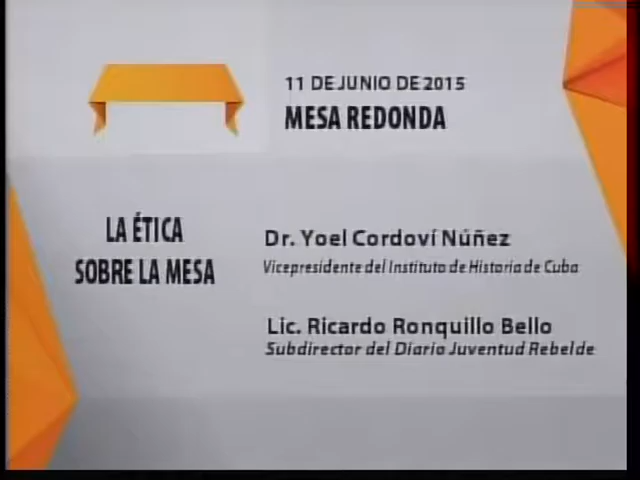 11 DE JUNIO DE 2015
MESA REDONDA
LA ÉTICA
SOBRE LA MESA
Dr. Yoel Cordoví Núñez
Vicepresidente del Instituto de Historia de Cuba
Lic. Ricardo Ronquillo Bello
Subdirector del Diario Juventud Rebelde